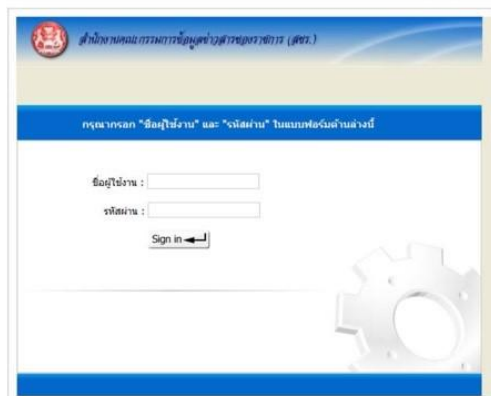 สำนักงานคณะกรรมการข้อมูลข่าวสารของราชการ (สขร.)
กรุณากรอก "ชื่อผู้ใช้งาน" และ "รหัสผ่าน" ในแบบฟอร์มด้านล่างนี้
ชื่อผู้ใช้งาน :
รหัสผ่าน :
Sign in